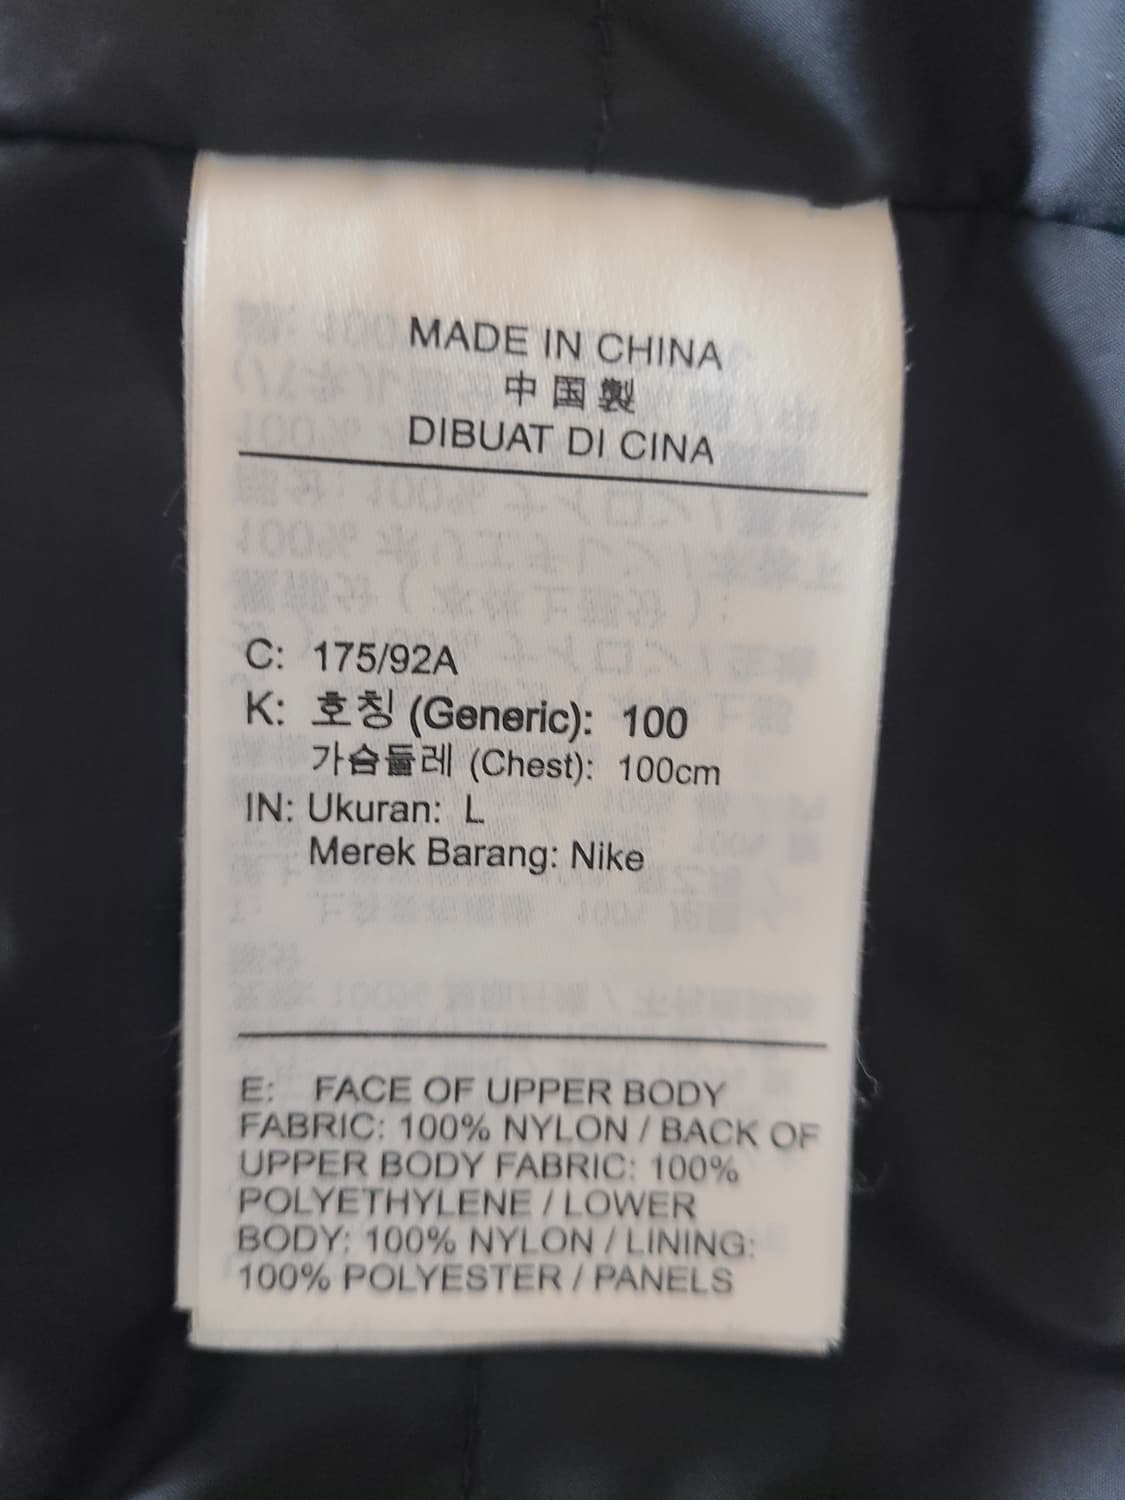 MADE IN CHINA
中国製
DIBUAT DI CINA
C: 175/92A
K: 호칭 (Generic): 100
가슴둘레 (Chest): 100cm
IN: Ukuran: L
Merek Barang: Nike
E: FACE OF UPPER BODY
FABRIC: 100% NYLON / BACK OF
UPPER BODY FABRIC: 100%
POLYETHYLENE / LOWER
BODY: 100% NYLON / LINING:
100% POLYESTER / PANELS